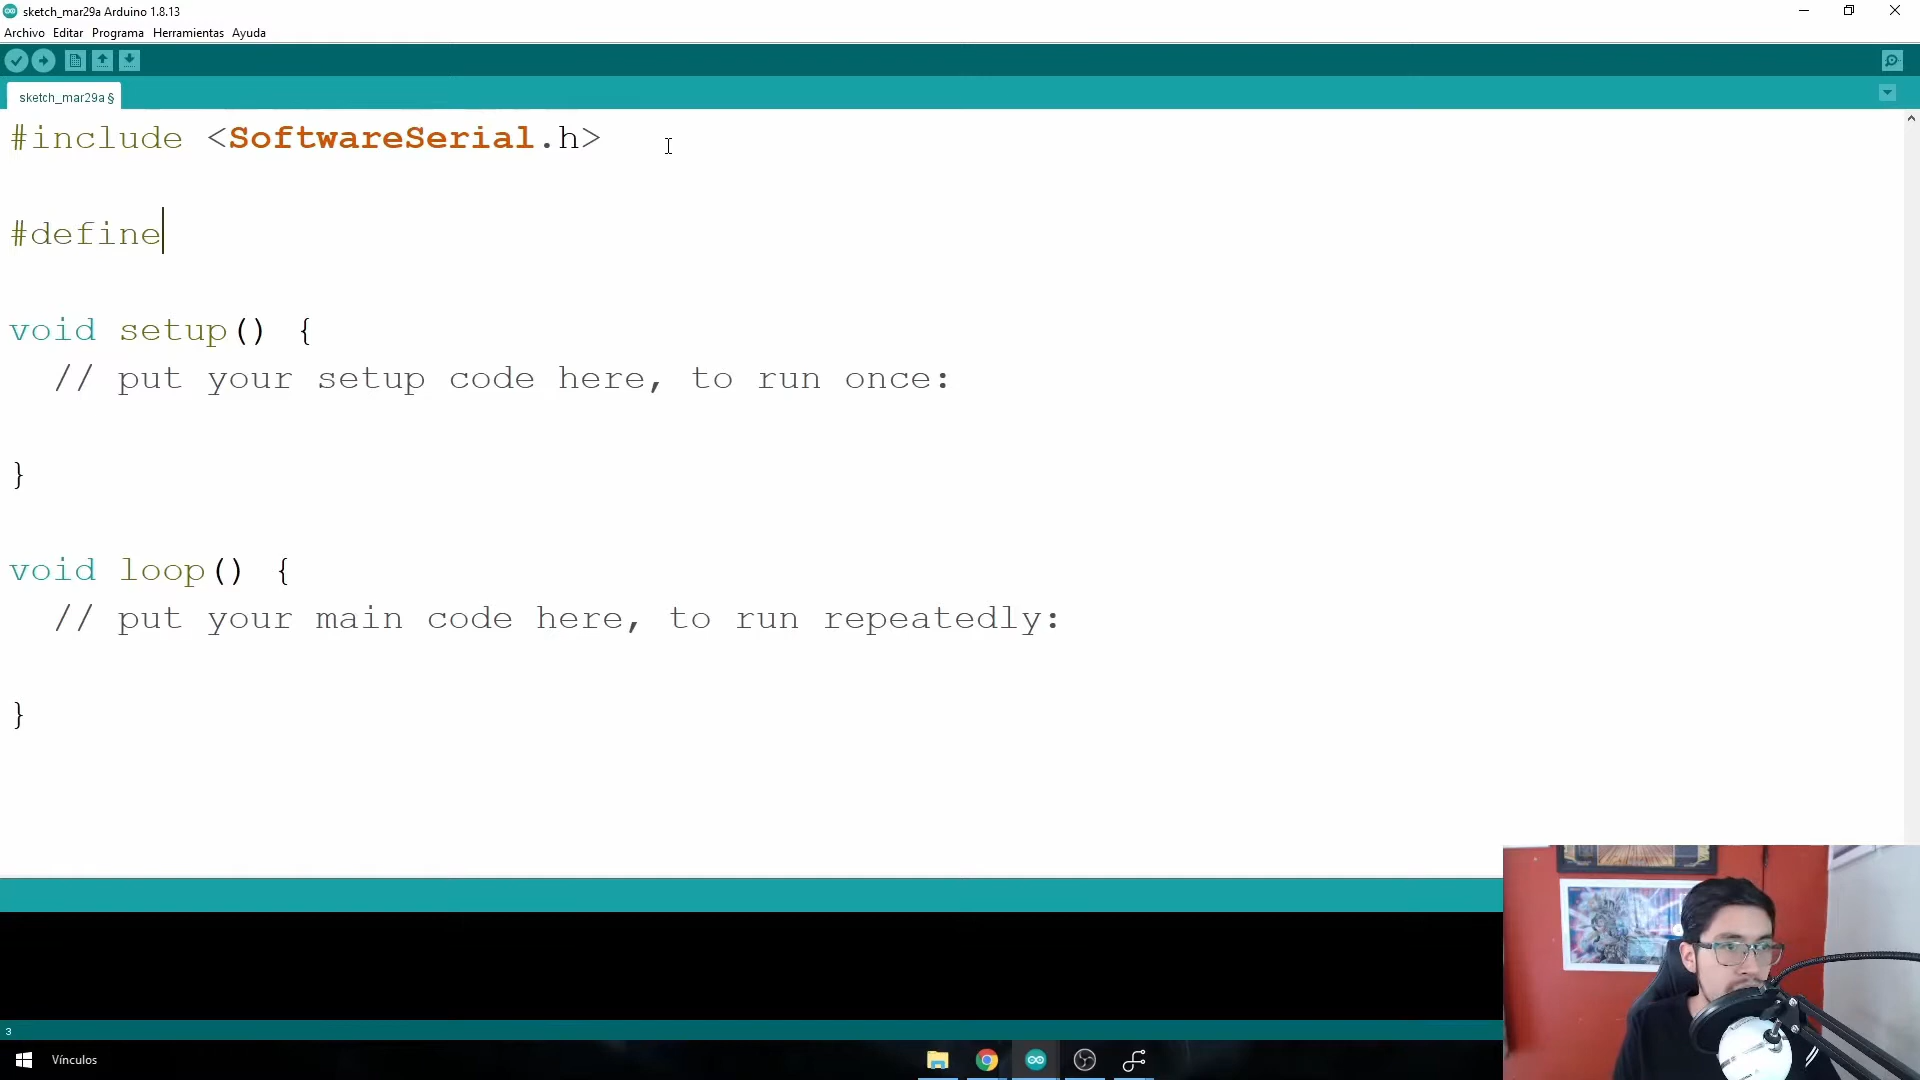 sketch_mar29a Arduino 1.8.13
Archivo Editar Programa Herramientas Ayuda
sketch_mar29a §
#include <SoftwareSerial.h>
#define
void setup() {
// put your setup code here, to run once:
}
void loop() {
// put your main code here, to run repeatedly:
}
3
Vínculos